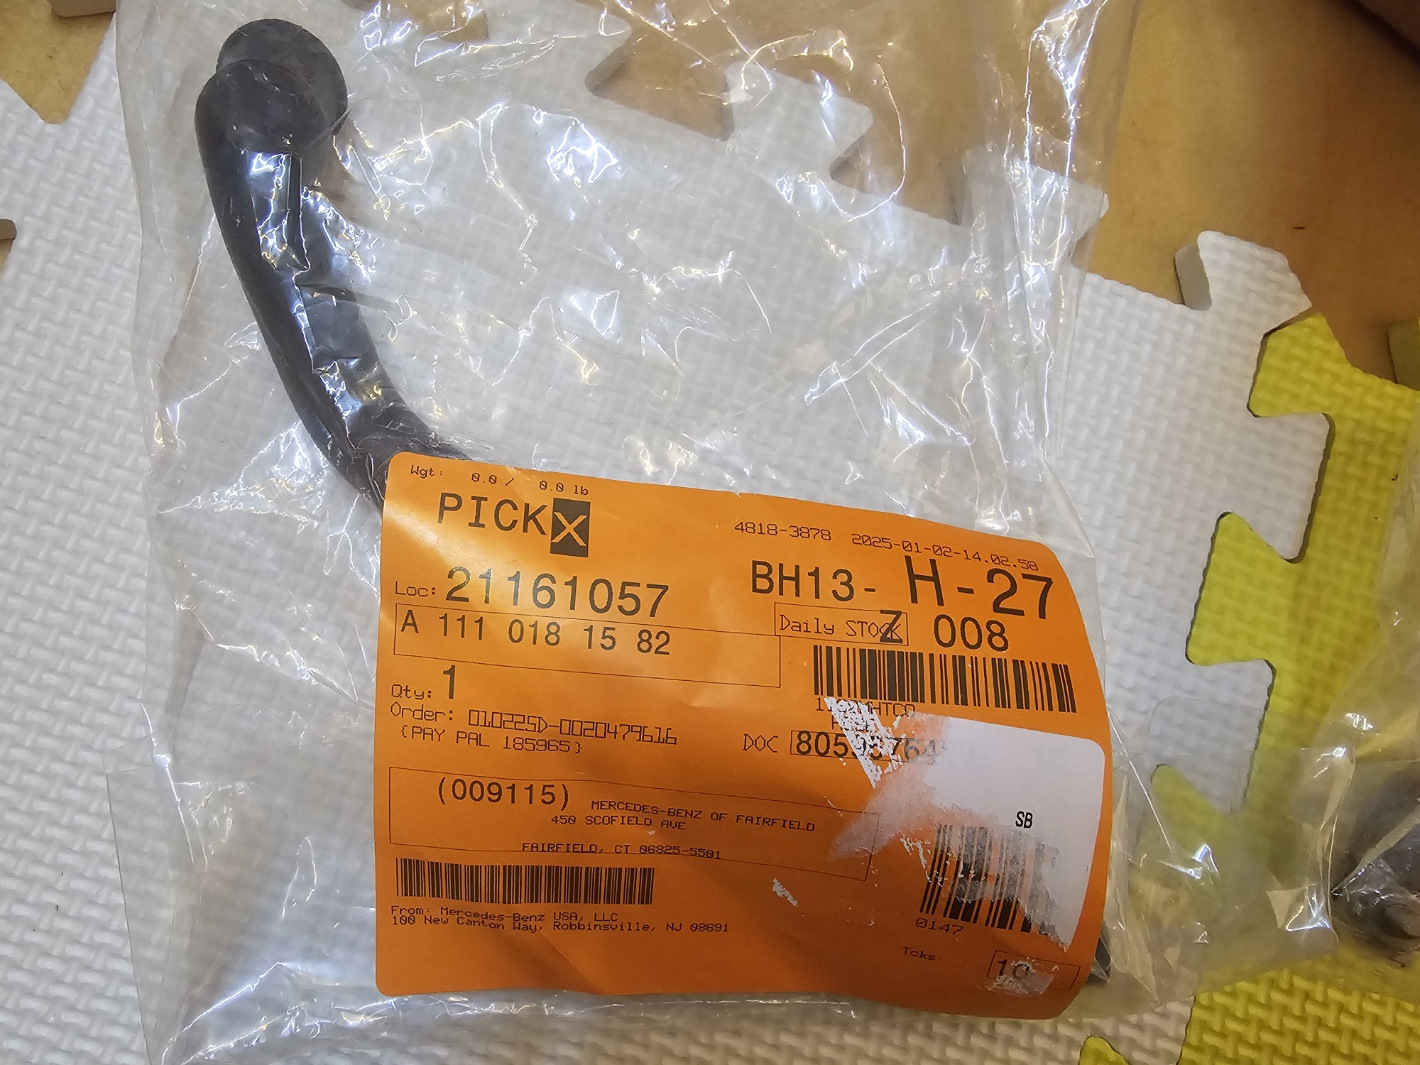 Wgt: 0.0 / 0.0 lb
PICK X
4818-3878 2025-01-02-14.02.58
Loc: 21161057
BH13- H-27
A 111 018 15 82
Daily STOCK Z 008
Qty: 1
Order: 010225D-0020479616
{PAY PAL 185965}
DOC
(009115) MERCEDES-BENZ OF FAIRFIELD
450 SCOFIELD AVE
FAIRFIELD, CT 06825-5501
SB
From: Mercedes-Benz USA, LLC
100 New Canton Way, Robbinsville, NJ 08691
0147
Toks: